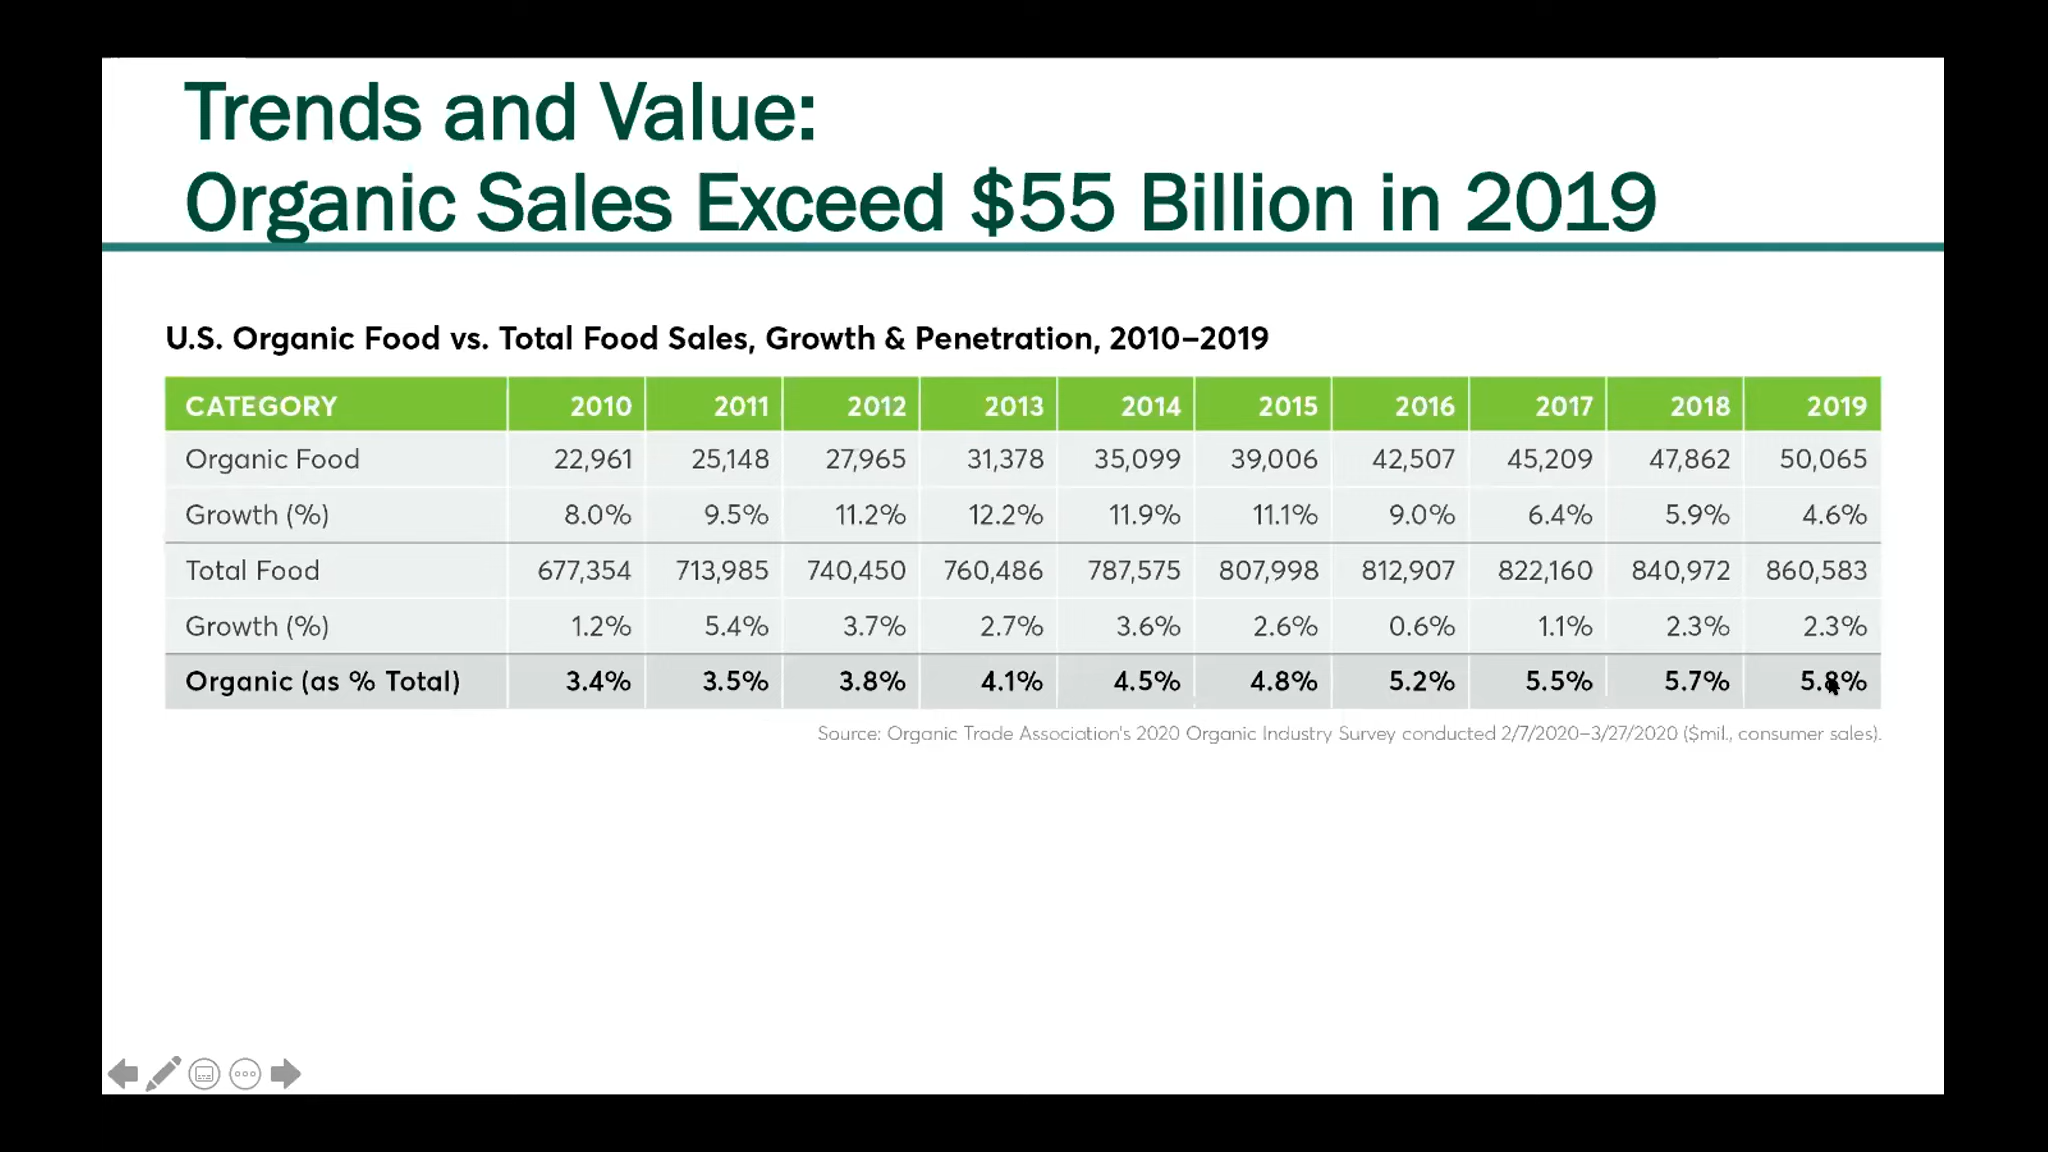 Trends and Value:
Organic Sales Exceed $55 Billion in 2019
U.S. Organic Food vs. Total Food Sales, Growth & Penetration, 2010–2019
CATEGORY 2010 2011 2012 2013 2014 2015 2016 2017 2018 2019
Organic Food 22,961 25,148 27,965 31,378 35,099 39,006 42,507 45,209 47,862 50,065
Growth (%) 8.0% 9.5% 11.2% 12.2% 11.9% 11.1% 9.0% 6.4% 5.9% 4.6%
Total Food 677,354 713,985 740,450 760,486 787,575 807,998 812,907 822,160 840,972 860,583
Growth (%) 1.2% 5.4% 3.7% 2.7% 3.6% 2.6% 0.6% 1.1% 2.3% 2.3%
Organic (as % Total) 3.4% 3.5% 3.8% 4.1% 4.5% 4.8% 5.2% 5.5% 5.7% 5.8%
Source: Organic Trade Association's 2020 Organic Industry Survey conducted 2/7/2020–3/27/2020 ($mil., consumer sales).